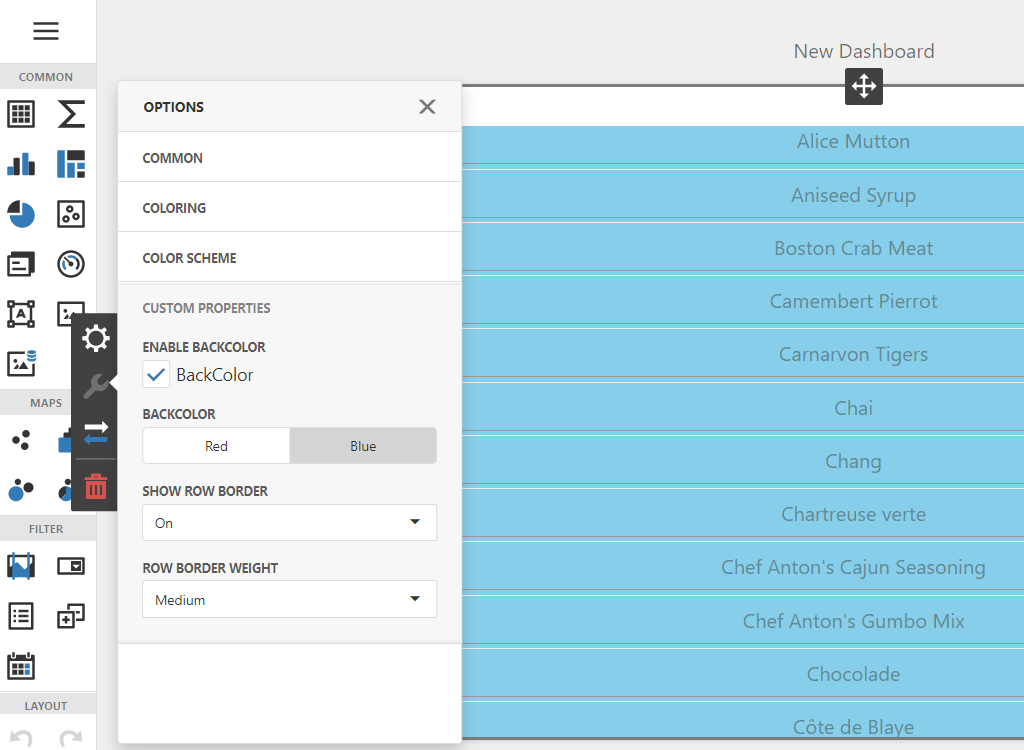 New Dashboard
COMMON
OPTIONS
COMMON
COLORING
COLOR SCHEME
CUSTOM PROPERTIES
ENABLE BACKCOLOR
BackColor
BACKCOLOR
Red Blue
SHOW ROW BORDER
On
ROW BORDER WEIGHT
Medium
A
MAPS
FILTER
LAYOUT
Alice Mutton
Aniseed Syrup
Boston Crab Meat
Camembert Pierrot
Carnarvon Tigers
Chai
Chang
Chartreuse verte
Chef Anton's Cajun Seasoning
Chef Anton's Gumbo Mix
Chocolade
Côte de Blaye